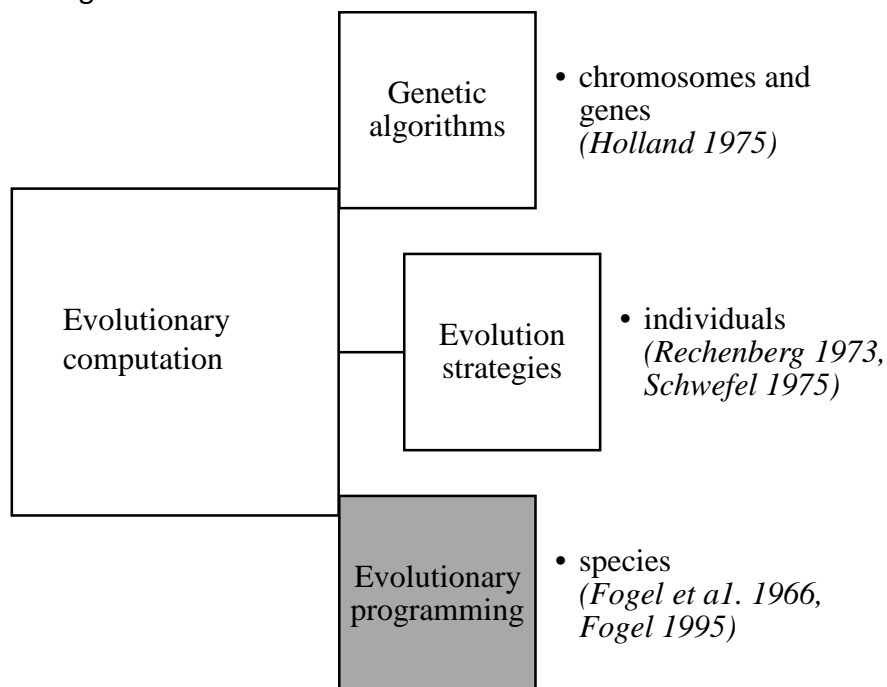 Genetic
algorithms
• chromosomes and
genes
(Holland 1975)
Evolutionary
computation
Evolution
strategies
• individuals
(Rechenberg 1973,
Schwefel 1975)
Evolutionary
programming
• species
(Fogel et a1. 1966,
Fogel 1995)